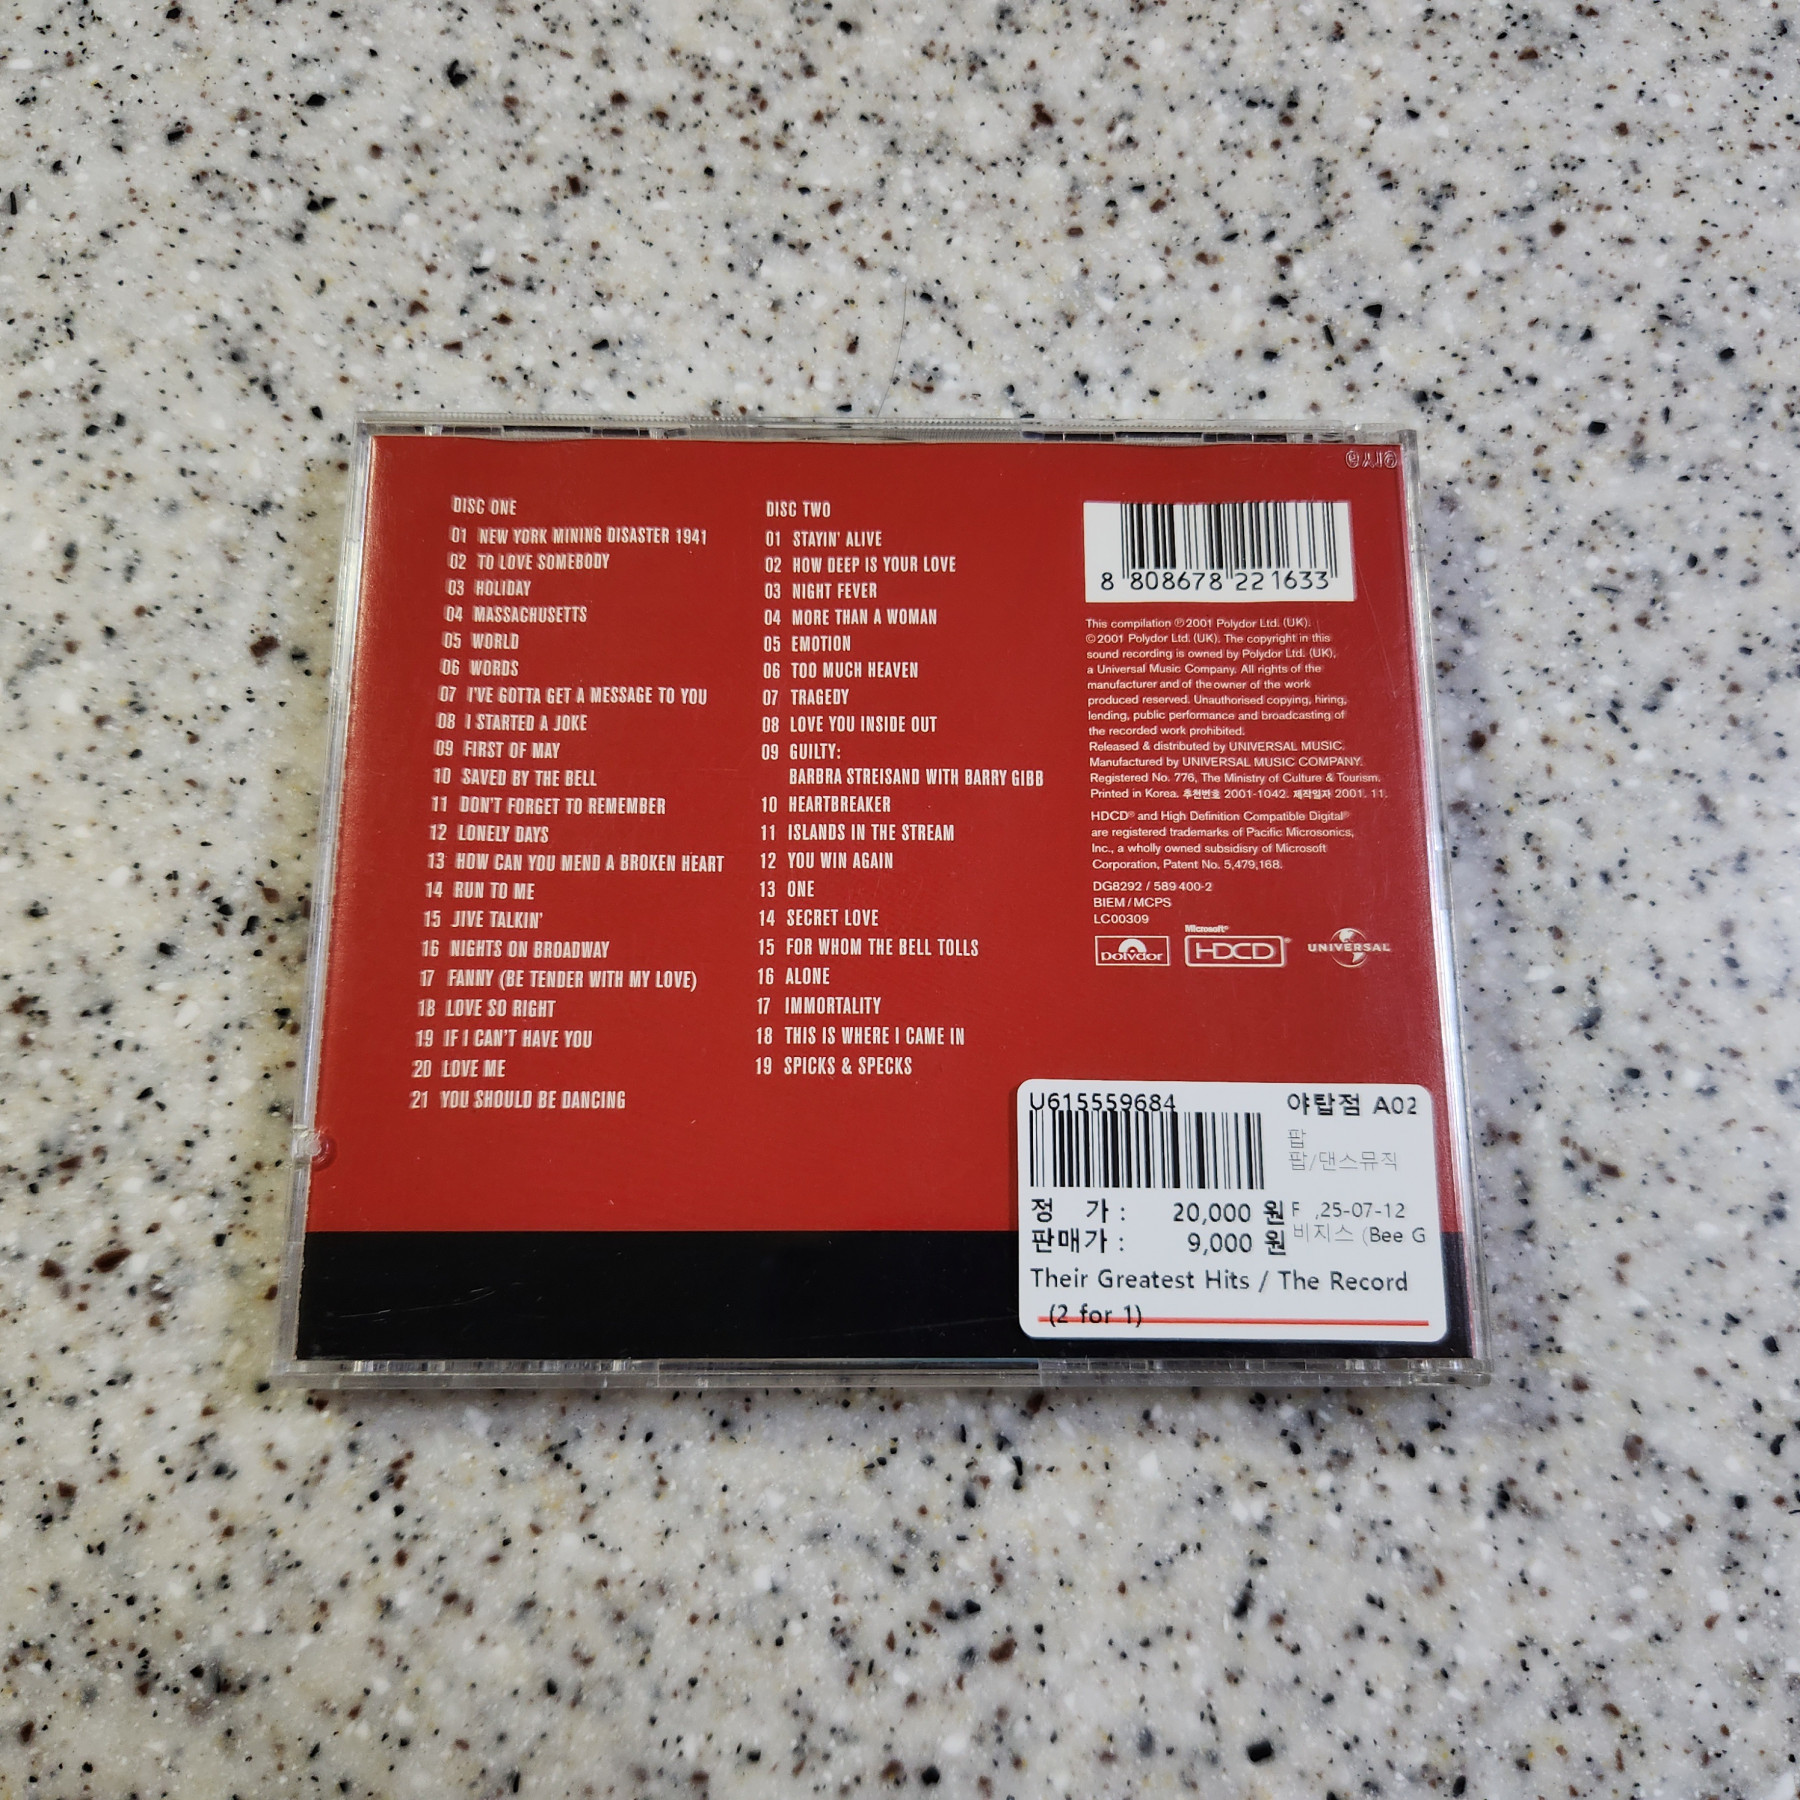 DISC ONE
01 NEW YORK MINING DISASTER 1941
02 TO LOVE SOMEBODY
03 HOLIDAY
04 MASSACHUSETTS
05 WORLD
06 WORDS
07 I'VE GOTTA GET A MESSAGE TO YOU
08 I STARTED A JOKE
09 FIRST OF MAY
10 SAVED BY THE BELL
11 DON'T FORGET TO REMEMBER
12 LONELY DAYS
13 HOW CAN YOU MEND A BROKEN HEART
14 RUN TO ME
15 JIVE TALKIN'
16 NIGHTS ON BROADWAY
17 FANNY (BE TENDER WITH MY LOVE)
18 LOVE SO RIGHT
19 IF I CAN'T HAVE YOU
20 LOVE ME
21 YOU SHOULD BE DANCING
DISC TWO
01 STAYIN' ALIVE
02 HOW DEEP IS YOUR LOVE
03 NIGHT FEVER
04 MORE THAN A WOMAN
05 EMOTION
06 TOO MUCH HEAVEN
07 TRAGEDY
08 LOVE YOU INSIDE OUT
09 GUILTY:
BARBRA STREISAND WITH BARRY GIBB
10 HEARTBREAKER
11 ISLANDS IN THE STREAM
12 YOU WIN AGAIN
13 ONE
14 SECRET LOVE
15 FOR WHOM THE BELL TOLLS
16 ALONE
17 IMMORTALITY
18 THIS IS WHERE I CAME IN
19 SPICKS & SPECKS
8 808678 221633
This compilation ℗2001 Polydor Ltd. (UK).
©2001 Polydor Ltd. (UK). The copyright in this
sound recording is owned by Polydor Ltd. (UK),
a Universal Music Company. All rights of the
manufacturer and of the owner of the work
produced reserved. Unauthorised copying, hiring,
lending, public performance and broadcasting of
the recorded work prohibited.
Released & distributed by UNIVERSAL MUSIC.
Manufactured by UNIVERSAL MUSIC COMPANY.
Registered No. 776, The Ministry of Culture & Tourism.
Printed in Korea. 추천번호 2001-1042. 제작일자 2001. 11.
HDCD® and High Definition Compatible Digital®
are registered trademarks of Pacific Microsonics,
Inc., a wholly owned subsidisry of Microsoft
Corporation, Patent No. 5,479,168.
DG8292 / 589 400-2
BIEM / MCPS
LC00309
polydor
Microsoft®
HDCD®
UNIVERSAL
U615559684 야탑점 A02
팝
팝/댄스뮤직
정 가 : 20,000 원 F ,25-07-12
판매가 : 9,000 원 비지스 (Bee G
Their Greatest Hits / The Record
(2 for 1)